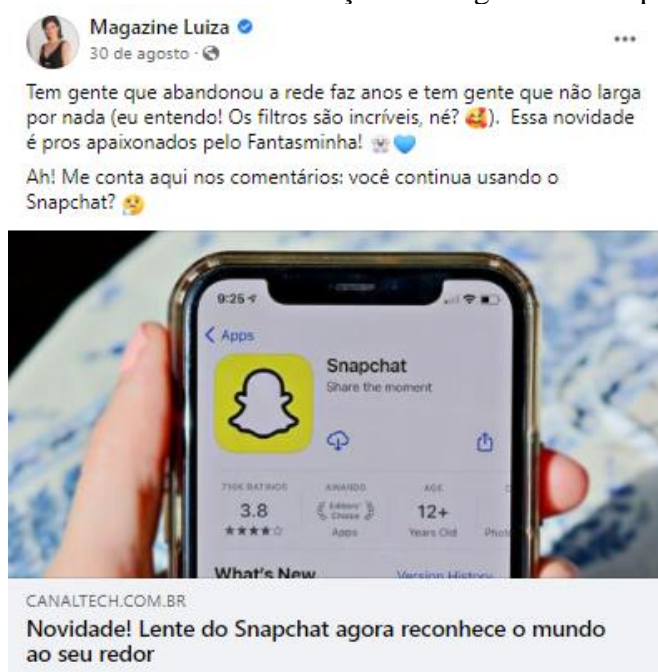 Magazine Luiza
30 de agosto ·
Tem gente que abandonou a rede faz anos e tem gente que não larga
por nada (eu entendo! Os filtros são incríveis, né? 🥰). Essa novidade
é pros apaixonados pelo Fantasminha! 👻💙
Ah! Me conta aqui nos comentários: você continua usando o
Snapchat? 🤔
9:25
Apps
Snapchat
Share the moment
RATINGS AWARDS AGE
3.8 Editors' Choice 12+
Apps Years Old
What's New Version History
CANALTECH.COM.BR
Novidade! Lente do Snapchat agora reconhece o mundo
ao seu redor